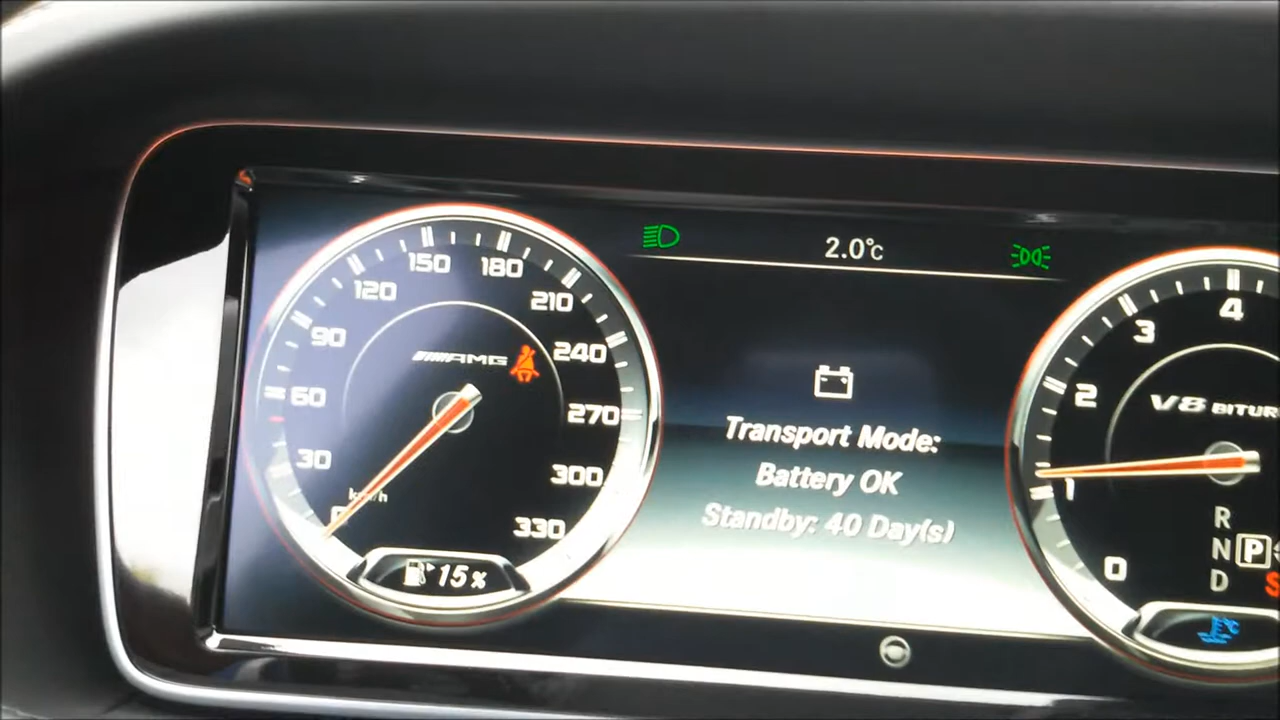 2.0°C
150
180
120
210
90
240
AMG
60
270
30
300
km/h
0
330
15%
Transport Mode:
Battery OK
Standby: 40 Day(s)
4
3
2
V8 BITUR
1
0
R
N P
D S
°C